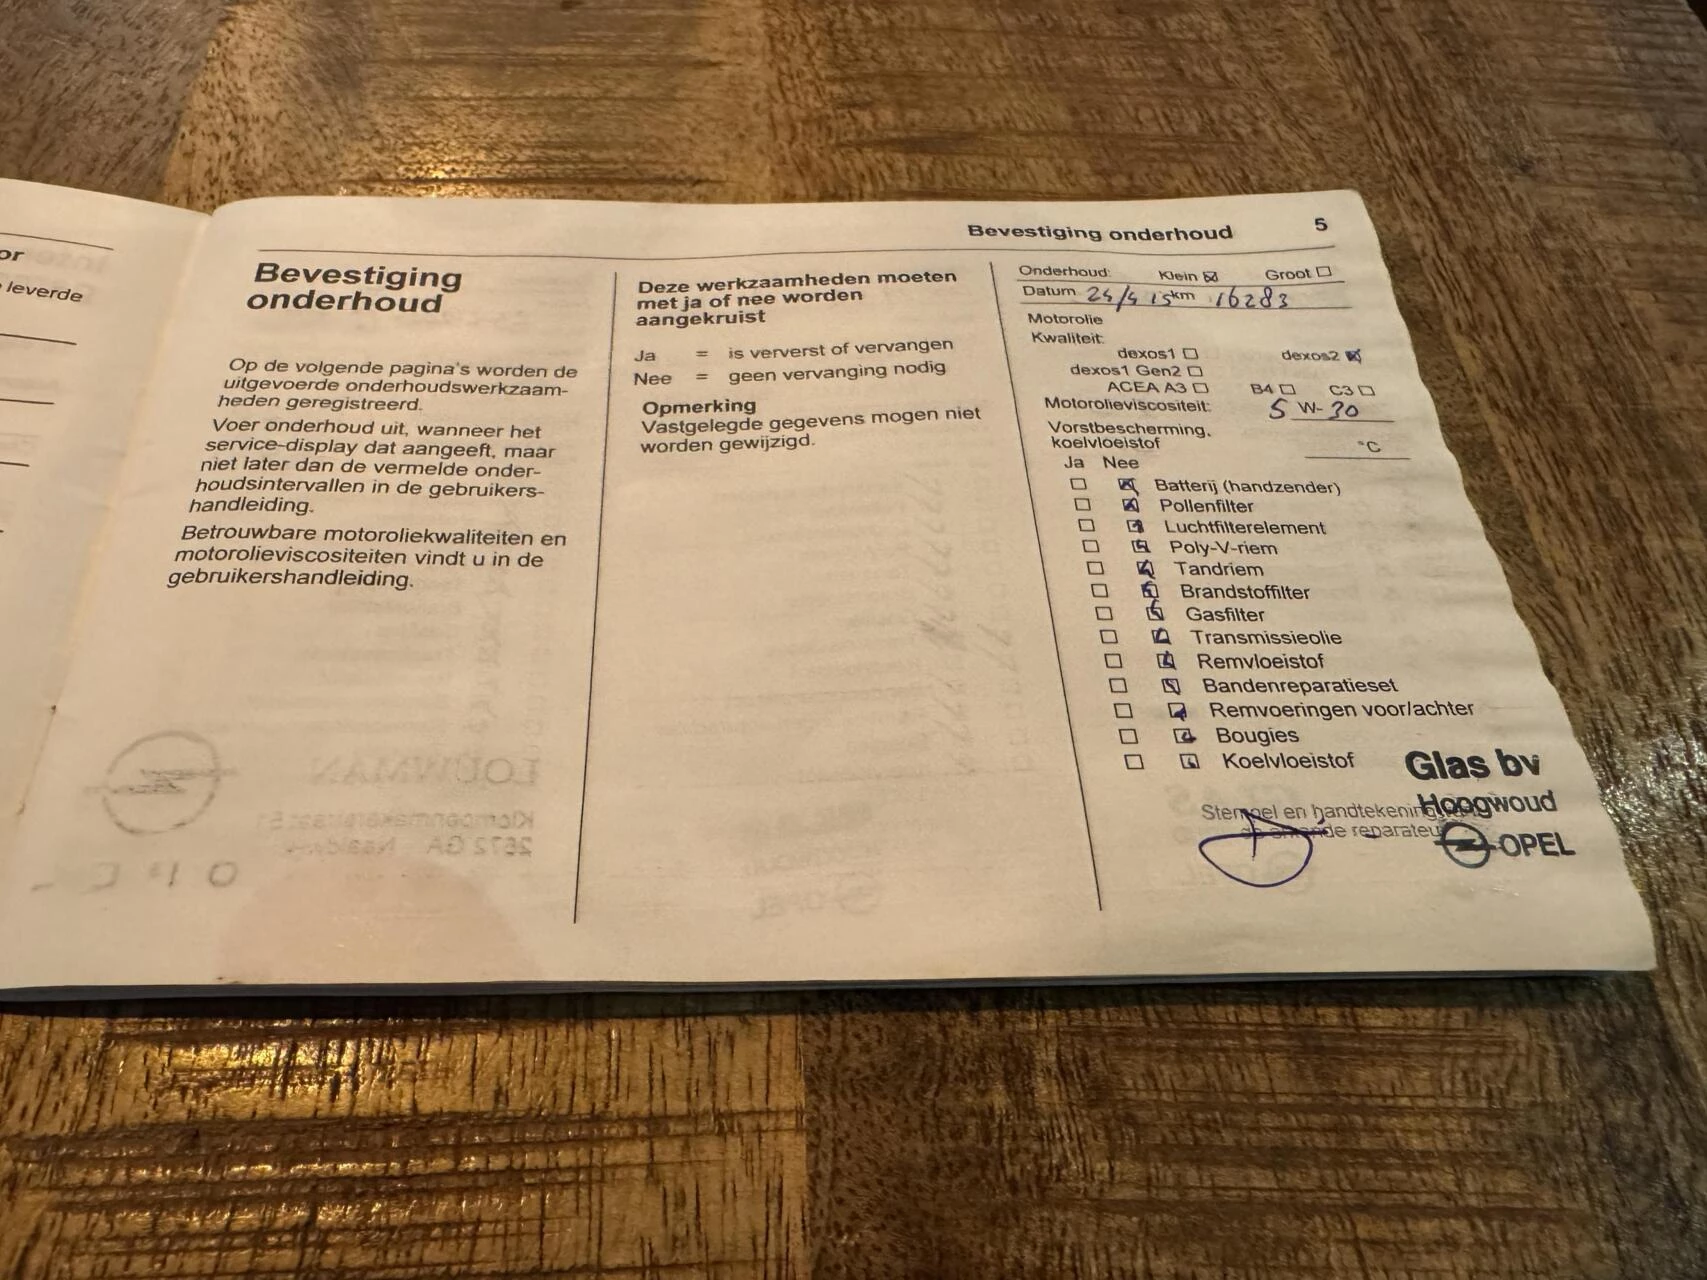 or
leverde
Bevestiging onderhoud 5
Bevestiging
onderhoud
Op de volgende pagina's worden de
uitgevoerde onderhoudswerkzaam-
heden geregistreerd.
Voer onderhoud uit, wanneer het
service-display dat aangeeft, maar
niet later dan de vermelde onder-
houdsintervallen in de gebruikers-
handleiding.
Betrouwbare motoroliekwaliteiten en
motorolieviscositeiten vindt u in de
gebruikershandleiding.
Deze werkzaamheden moeten
met ja of nee worden
aangekruist
Ja = is ververst of vervangen
Nee = geen vervanging nodig
Opmerking
Vastgelegde gegevens mogen niet
worden gewijzigd.
Onderhoud: Klein Groot
Datum 24/4 15 km 16283
Motorolie
Kwaliteit:
dexos1 dexos2
dexos1 Gen2
ACEA A3 B4 C3
Motorolieviscositeit: 5 W- 30
Vorstbescherming,
koelvloeistof °C
Ja Nee
Batterij (handzender)
Pollenfilter
Luchtfilterelement
Poly-V-riem
Tandriem
Brandstoffilter
Gasfilter
Transmissieolie
Remvloeistof
Bandenreparatieset
Remvoeringen voor/achter
Bougies
Koelvloeistof
Glas bv
Hoogwoud
OPEL
Stempel en handtekening
reparateur